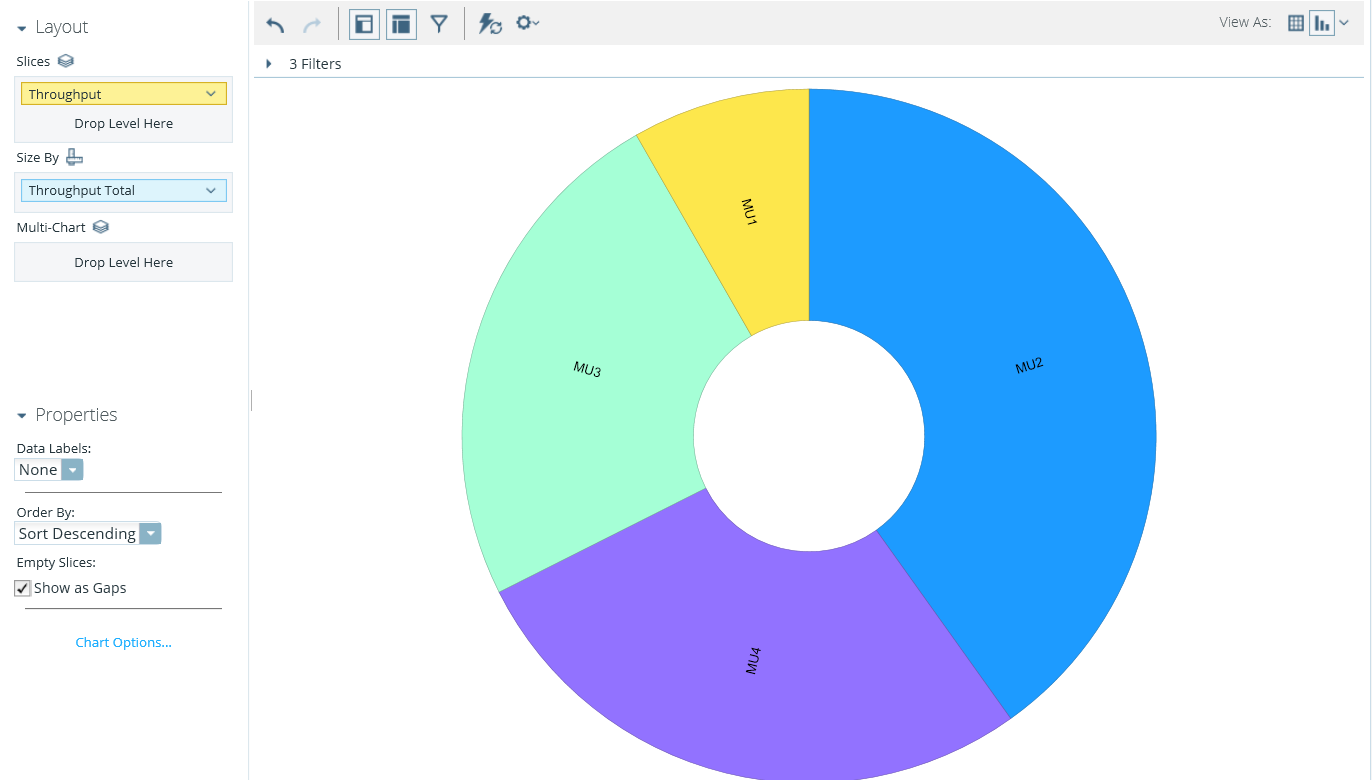 Layout
Slices
Throughput
Drop Level Here
Size By
Throughput Total
Multi-Chart
Drop Level Here
Properties
Data Labels:
None
Order By:
Sort Descending
Empty Slices:
Show as Gaps
Chart Options...
View As:
3 Filters
MU1
MU2
MU3
MU4